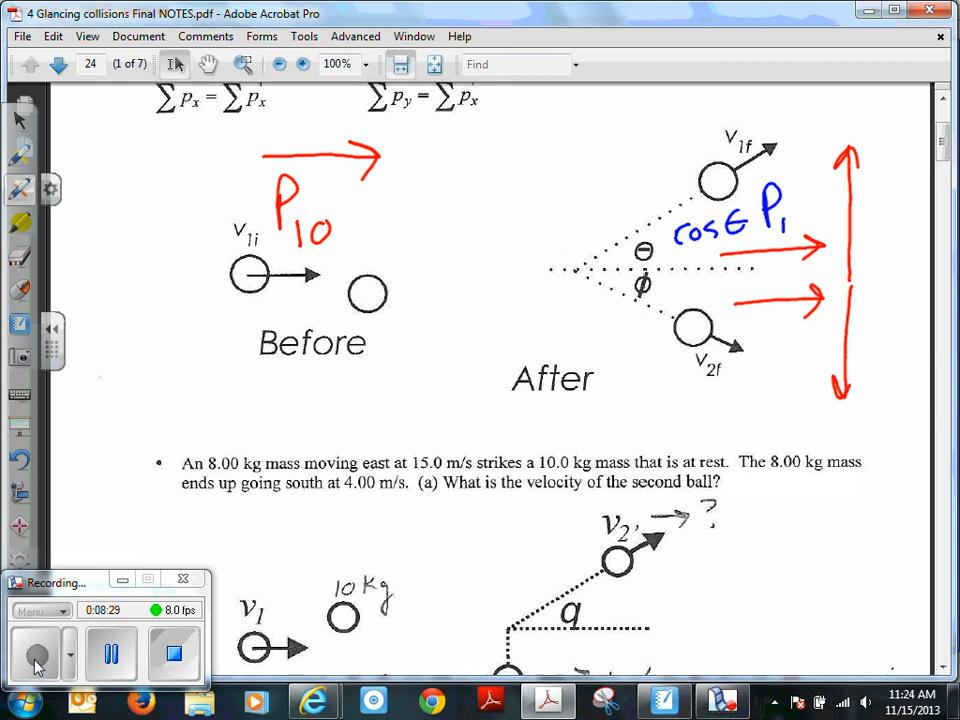 4 Glancing collisions Final NOTES.pdf - Adobe Acrobat Pro
File Edit View Document Comments Forms Tools Advanced Window Help
24 (1 of 7) 100% Find
∑ pₓ = ∑ pₓ' ∑ p_y = ∑ pₓ'
P₁₀
v₁f
cosθ P₁
v₁i
θ
ϕ
Before
v₂f
After
• An 8.00 kg mass moving east at 15.0 m/s strikes a 10.0 kg mass that is at rest. The 8.00 kg mass
ends up going south at 4.00 m/s. (a) What is the velocity of the second ball?
v₂' → ?
10 kg
v₁
q
Recording...
Menu 0:08:29 8.0 fps
11:24 AM
11/15/2013